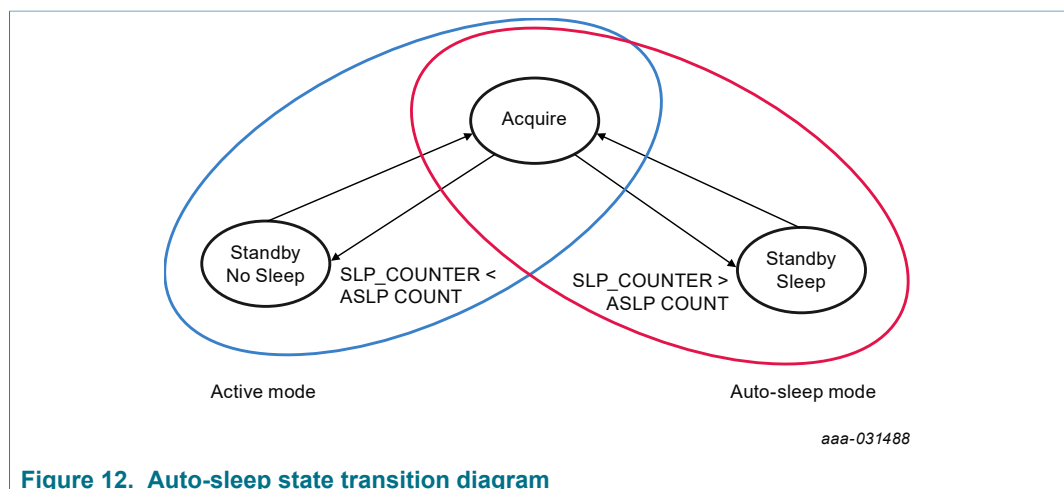 Acquire
Standby
No Sleep
SLP_COUNTER <
ASLP COUNT
SLP_COUNTER >
ASLP COUNT
Standby
Sleep
Active mode
Auto-sleep mode
aaa-031488
Figure 12. Auto-sleep state transition diagram